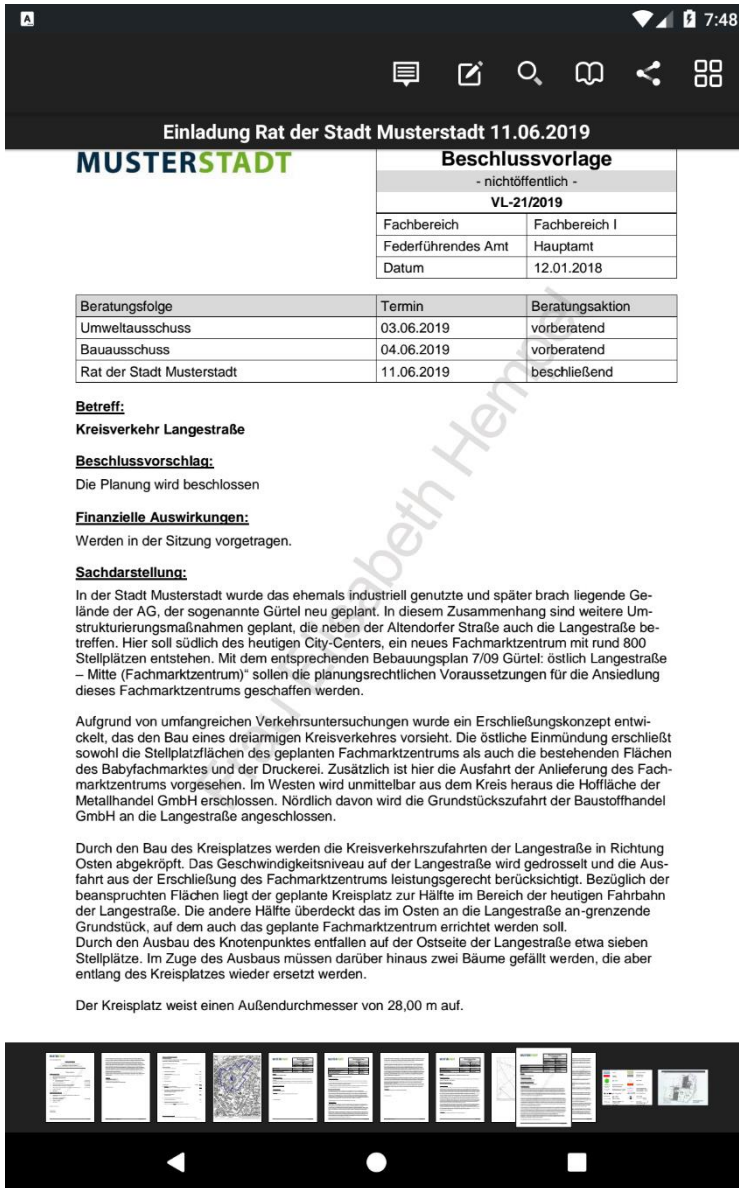 7:48
Einladung Rat der Stadt Musterstadt 11.06.2019
MUSTERSTADT
Beschlussvorlage
- nichtöffentlich -
VL-21/2019
Fachbereich Fachbereich I
Federführendes Amt Hauptamt
Datum 12.01.2018
Beratungsfolge Termin Beratungsaktion
Umweltausschuss 03.06.2019 vorberatend
Bauausschuss 04.06.2019 vorberatend
Rat der Stadt Musterstadt 11.06.2019 beschließend
Betreff:
Kreisverkehr Langestraße
Beschlussvorschlag:
Die Planung wird beschlossen
Finanzielle Auswirkungen:
Werden in der Sitzung vorgetragen.
Sachdarstellung:
In der Stadt Musterstadt wurde das ehemals industriell genutzte und später brach liegende Ge-
lände der AG, der sogenannte Gürtel neu geplant. In diesem Zusammenhang sind weitere Um-
strukturierungsmaßnahmen geplant, die neben der Altendorfer Straße auch die Langestraße be-
treffen. Hier soll südlich des heutigen City-Centers, ein neues Fachmarktzentrum mit rund 800
Stellplätzen entstehen. Mit dem entsprechenden Bebauungsplan 7/09 Gürtel: östlich Langestraße
– Mitte (Fachmarktzentrum)“ sollen die planungsrechtlichen Voraussetzungen für die Ansiedlung
dieses Fachmarktzentrums geschaffen werden.
Aufgrund von umfangreichen Verkehrsuntersuchungen wurde ein Erschließungskonzept entwi-
ckelt, das den Bau eines dreiarmigen Kreisverkehres vorsieht. Die östliche Einmündung erschließt
sowohl die Stellplatzflächen des geplanten Fachmarktzentrums als auch die bestehenden Flächen
des Babyfachmarktes und der Druckerei. Zusätzlich ist hier die Ausfahrt der Anlieferung des Fach-
marktzentrums vorgesehen. Im Westen wird unmittelbar aus dem Kreis heraus die Hoffläche der
Metallhandel GmbH erschlossen. Nördlich davon wird die Grundstückszufahrt der Baustoffhandel
GmbH an die Langestraße angeschlossen.
Durch den Bau des Kreisplatzes werden die Kreisverkehrszufahrten der Langestraße in Richtung
Osten abgekröpft. Das Geschwindigkeitsniveau auf der Langestraße wird gedrosselt und die Aus-
fahrt aus der Erschließung des Fachmarktzentrums leistungsgerecht berücksichtigt. Bezüglich der
beanspruchten Flächen liegt der geplante Kreisplatz zur Hälfte im Bereich der heutigen Fahrbahn
der Langestraße. Die andere Hälfte überdeckt das im Osten an die Langestraße an-grenzende
Grundstück, auf dem auch das geplante Fachmarktzentrum errichtet werden soll.
Durch den Ausbau des Knotenpunktes entfallen auf der Ostseite der Langestraße etwa sieben
Stellplätze. Im Zuge des Ausbaus müssen darüber hinaus zwei Bäume gefällt werden, die aber
entlang des Kreisplatzes wieder ersetzt werden.
Der Kreisplatz weist einen Außendurchmesser von 28,00 m auf.
Frau Elisabeth Hempel